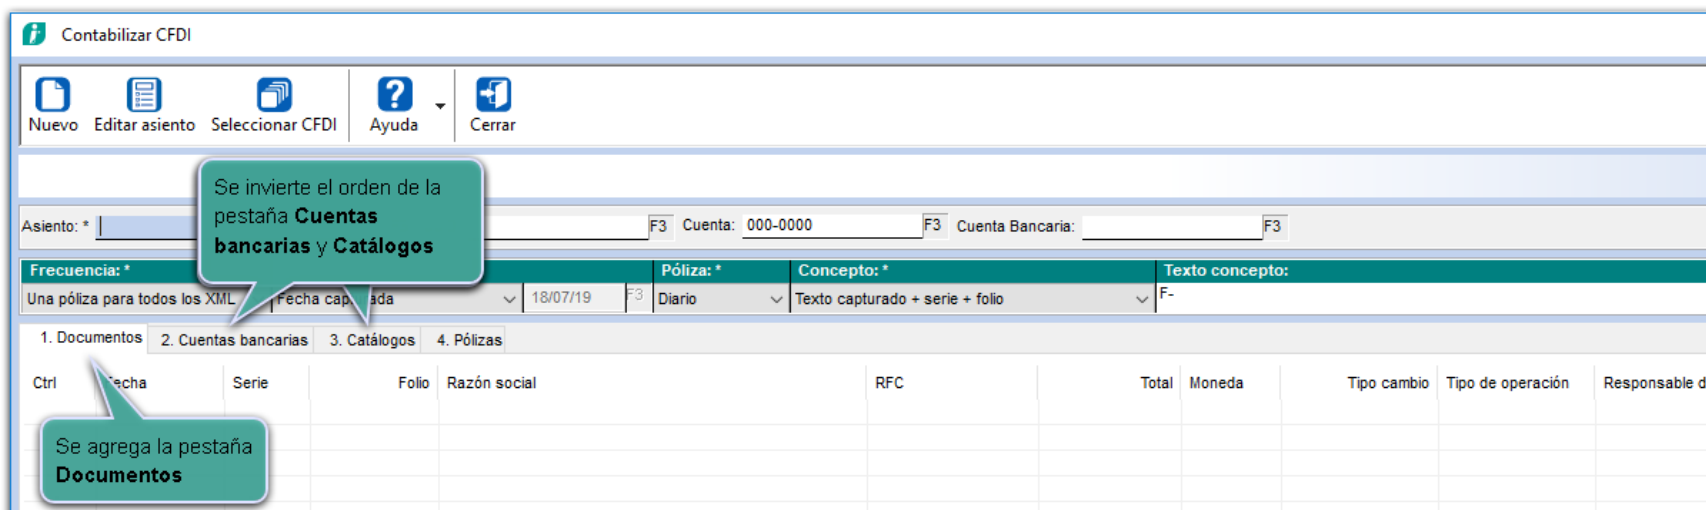 Contabilizar CFDI
Nuevo Editar asiento Seleccionar CFDI Ayuda Cerrar
Se invierte el orden de la
pestaña Cuentas
bancarias y Catálogos
Asiento: * F3 Cuenta: 000-0000 F3 Cuenta Bancaria: F3
Frecuencia: * Póliza: * Concepto: * Texto concepto:
Una póliza para todos los XML Fecha 18/07/19 F3 Diario Texto capturado + serie + folio F-
1. Documentos 2. Cuentas bancarias 3. Catálogos 4. Pólizas
Ctrl Fecha Serie Folio Razón social RFC Total Moneda Tipo cambio Tipo de operación Responsable d
Se agrega la pestaña
Documentos